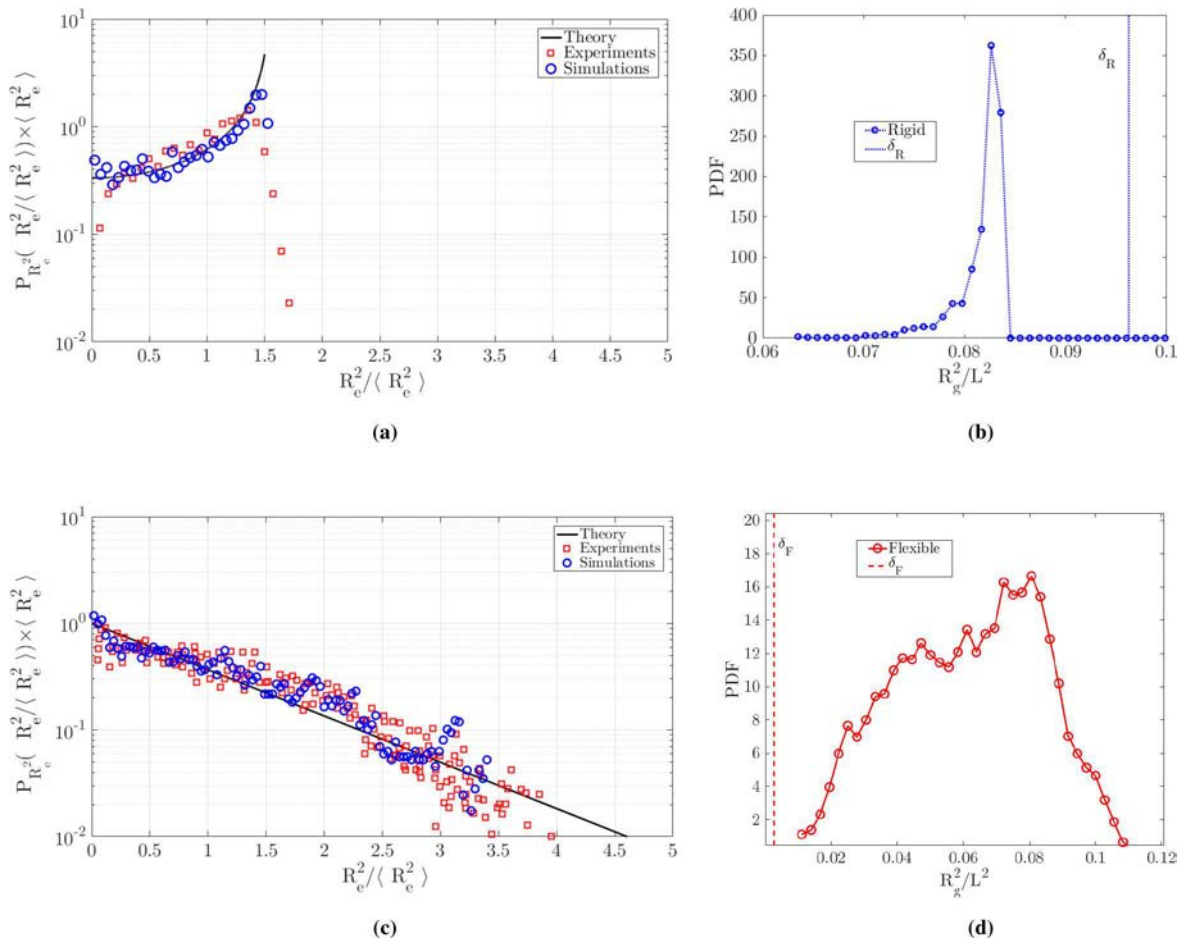 10^1
10^0
10^-1
10^-2
P_{R_e^2}( R_e^2/⟨ R_e^2 ⟩)×⟨ R_e^2 ⟩
Theory
Experiments
Simulations
0 0.5 1 1.5 2 2.5 3 3.5 4 4.5 5
R_e^2/⟨ R_e^2 ⟩
(a)
400
350
300
250
200
150
100
50
0
PDF
δ_R
Rigid
δ_R
0.06 0.07 0.08 0.09 0.1
R_g^2/L^2
(b)
10^1
10^0
10^-1
10^-2
P_{R_e^2}( R_e^2/⟨ R_e^2 ⟩)×⟨ R_e^2 ⟩
Theory
Experiments
Simulations
0 0.5 1 1.5 2 2.5 3 3.5 4 4.5 5
R_e^2/⟨ R_e^2 ⟩
(c)
20
18
16
14
12
10
8
6
4
2
PDF
δ_F
Flexible
δ_F
0.02 0.04 0.06 0.08 0.1 0.12
R_g^2/L^2
(d)